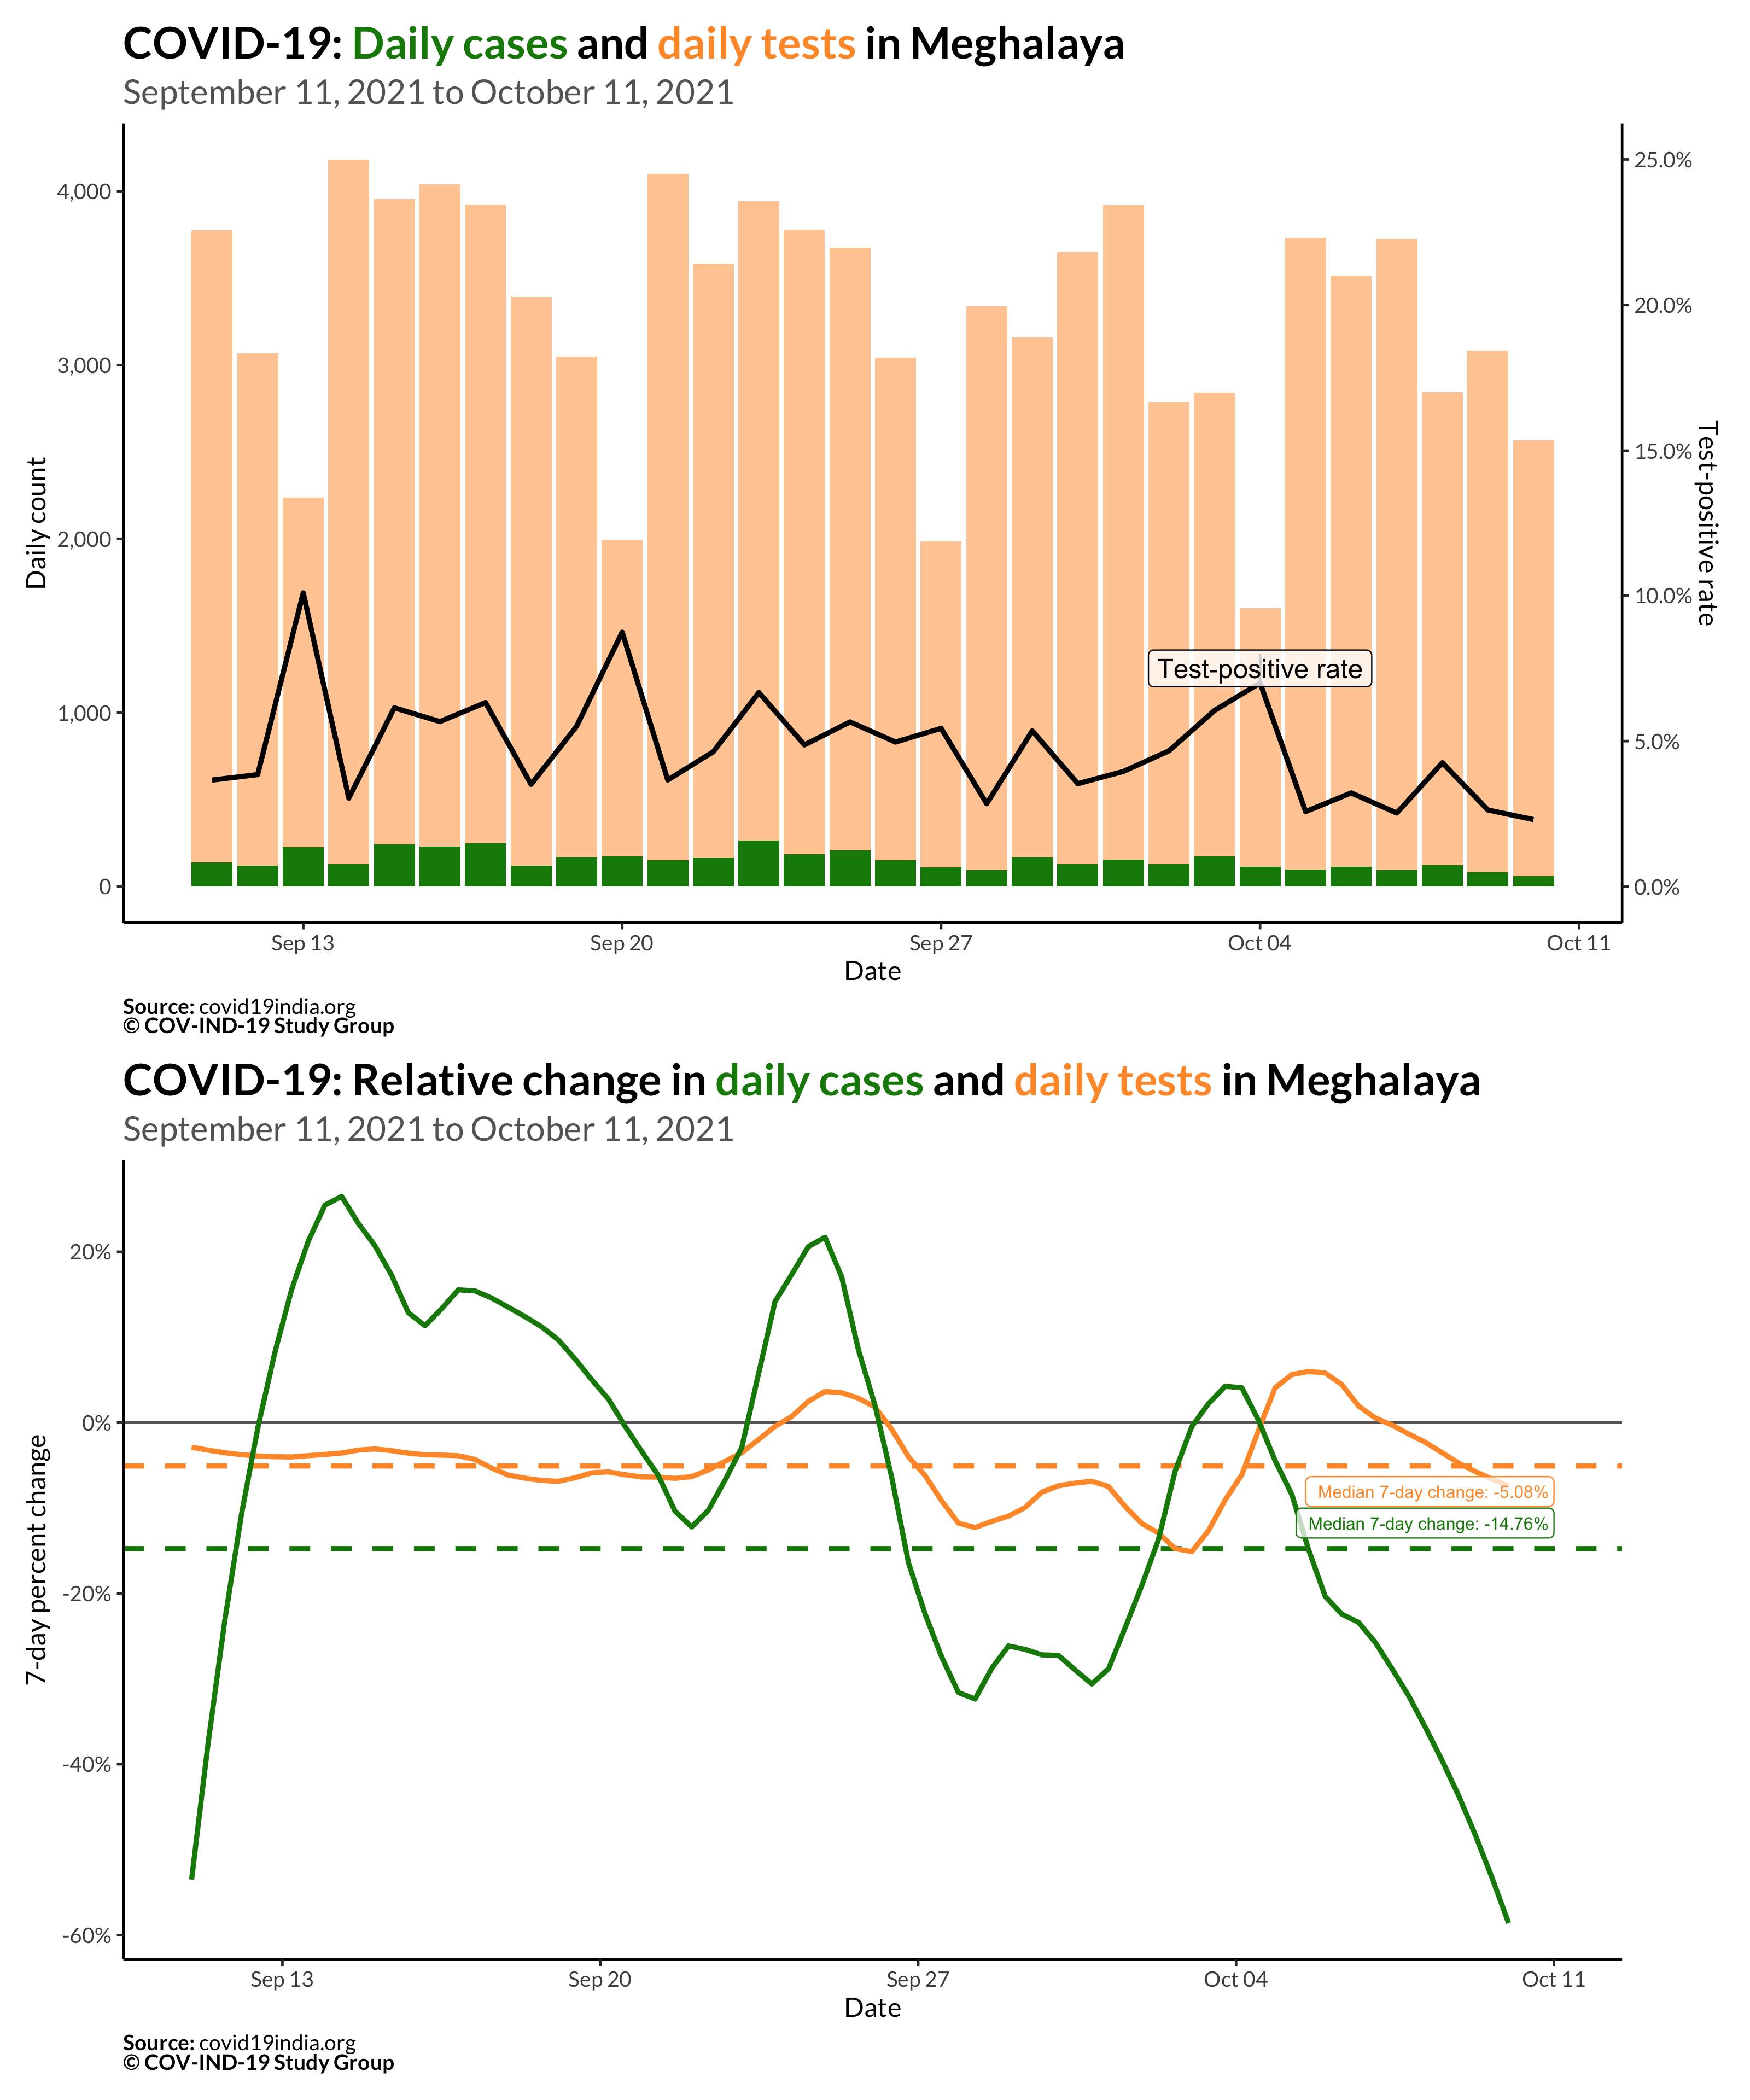 COVID-19: Daily cases and daily tests in Meghalaya
September 11, 2021 to October 11, 2021
Daily count
4,000
3,000
2,000
1,000
0
25.0%
20.0%
15.0%
10.0%
5.0%
0.0%
Test-positive rate
Test-positive rate
Sep 13
Sep 20
Sep 27
Oct 04
Oct 11
Date
Source: covid19india.org
© COV-IND-19 Study Group
COVID-19: Relative change in daily cases and daily tests in Meghalaya
September 11, 2021 to October 11, 2021
7-day percent change
20%
0%
-20%
-40%
-60%
Median 7-day change: -5.08%
Median 7-day change: -14.76%
Sep 13
Sep 20
Sep 27
Oct 04
Oct 11
Date
Source: covid19india.org
© COV-IND-19 Study Group